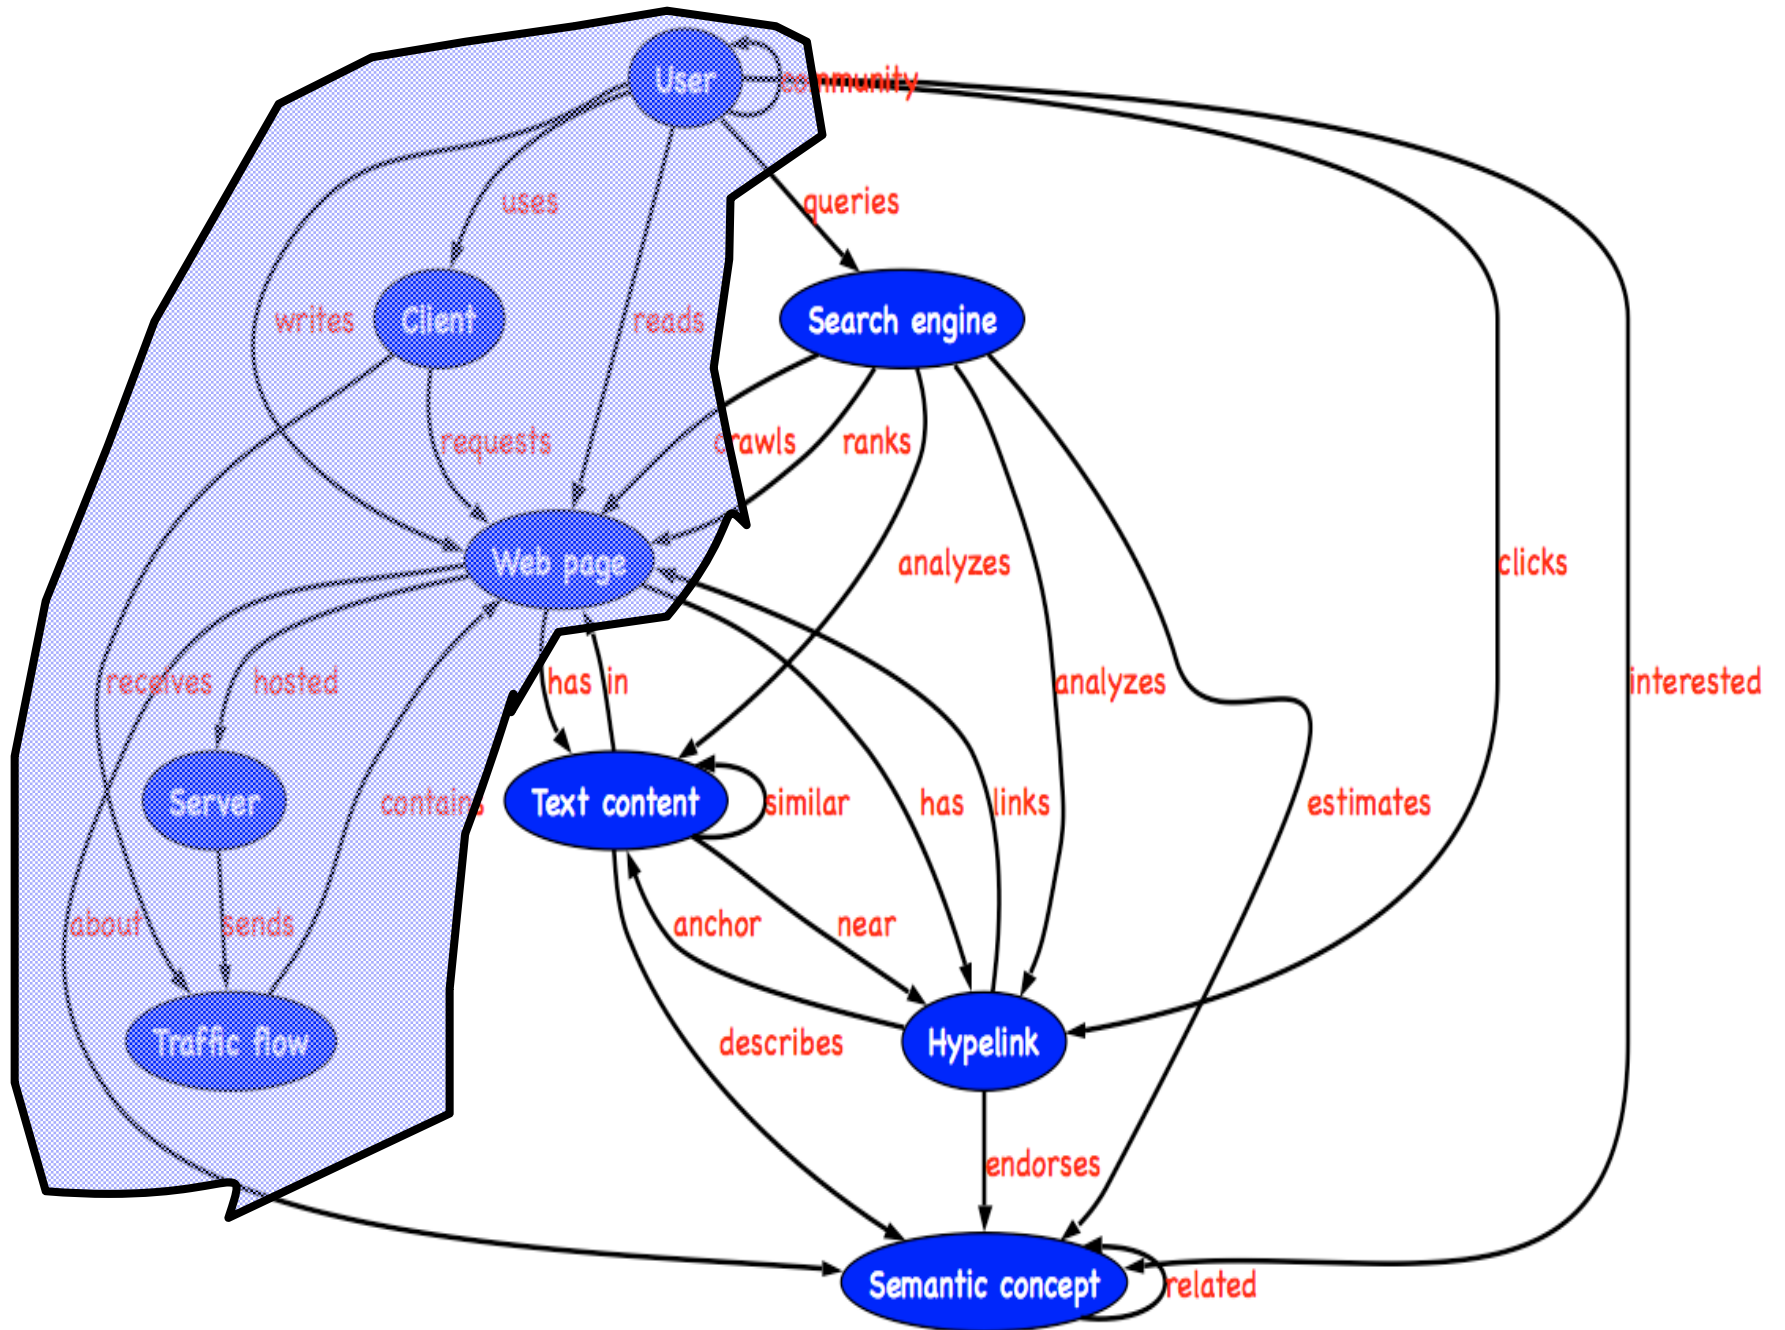 User
community
uses
queries
writes
Client
reads
Search engine
requests
crawls
ranks
Web page
analyzes
clicks
receives
hosted
has
in
analyzes
interested
Server
contains
Text content
similar
has
links
estimates
about
sends
anchor
near
Traffic flow
describes
Hypelink
endorses
Semantic concept
related